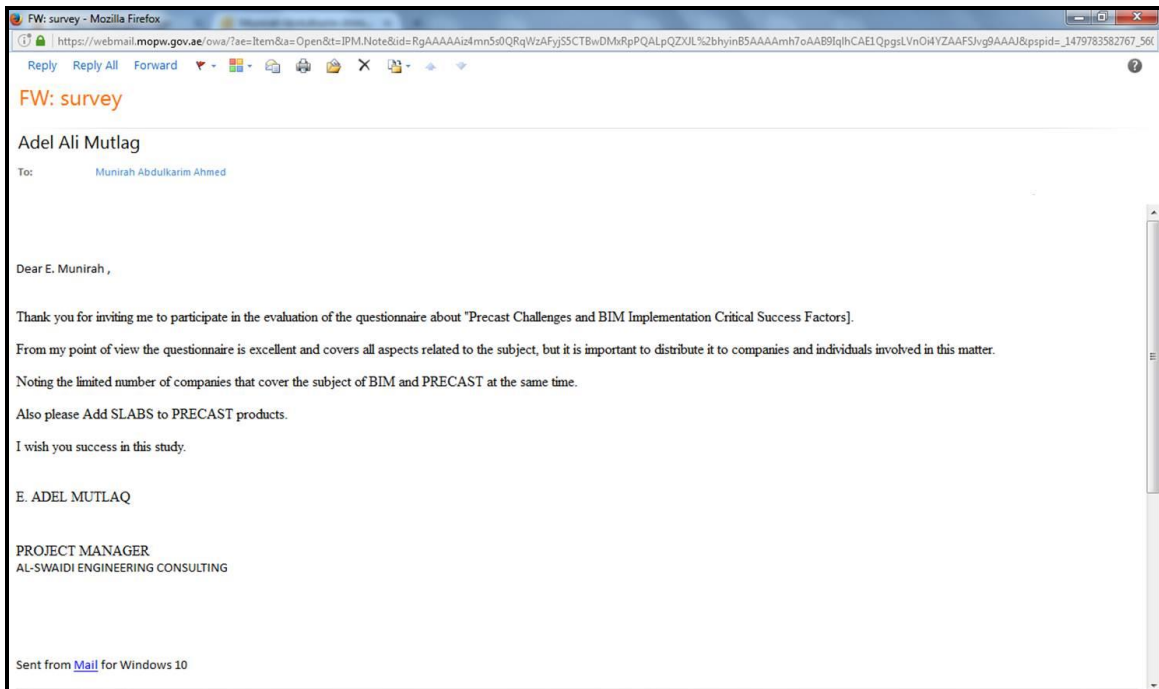 FW: survey - Mozilla Firefox
https://webmail.mopw.gov.ae/owa/?ae=Item&a=Open&t=IPM.Note&id=
Reply Reply All Forward
FW: survey
Adel Ali Mutlag
To: Munirah Abdulkarim Ahmed
Dear E. Munirah ,
Thank you for inviting me to participate in the evaluation of the questionnaire about "Precast Challenges and BIM Implementation Critical Success Factors].
From my point of view the questionnaire is excellent and covers all aspects related to the subject, but it is important to distribute it to companies and individuals involved in this matter.
Noting the limited number of companies that cover the subject of BIM and PRECAST at the same time.
Also please Add SLABS to PRECAST products.
I wish you success in this study.
E. ADEL MUTLAQ
PROJECT MANAGER
AL-SWAIDI ENGINEERING CONSULTING
Sent from Mail for Windows 10